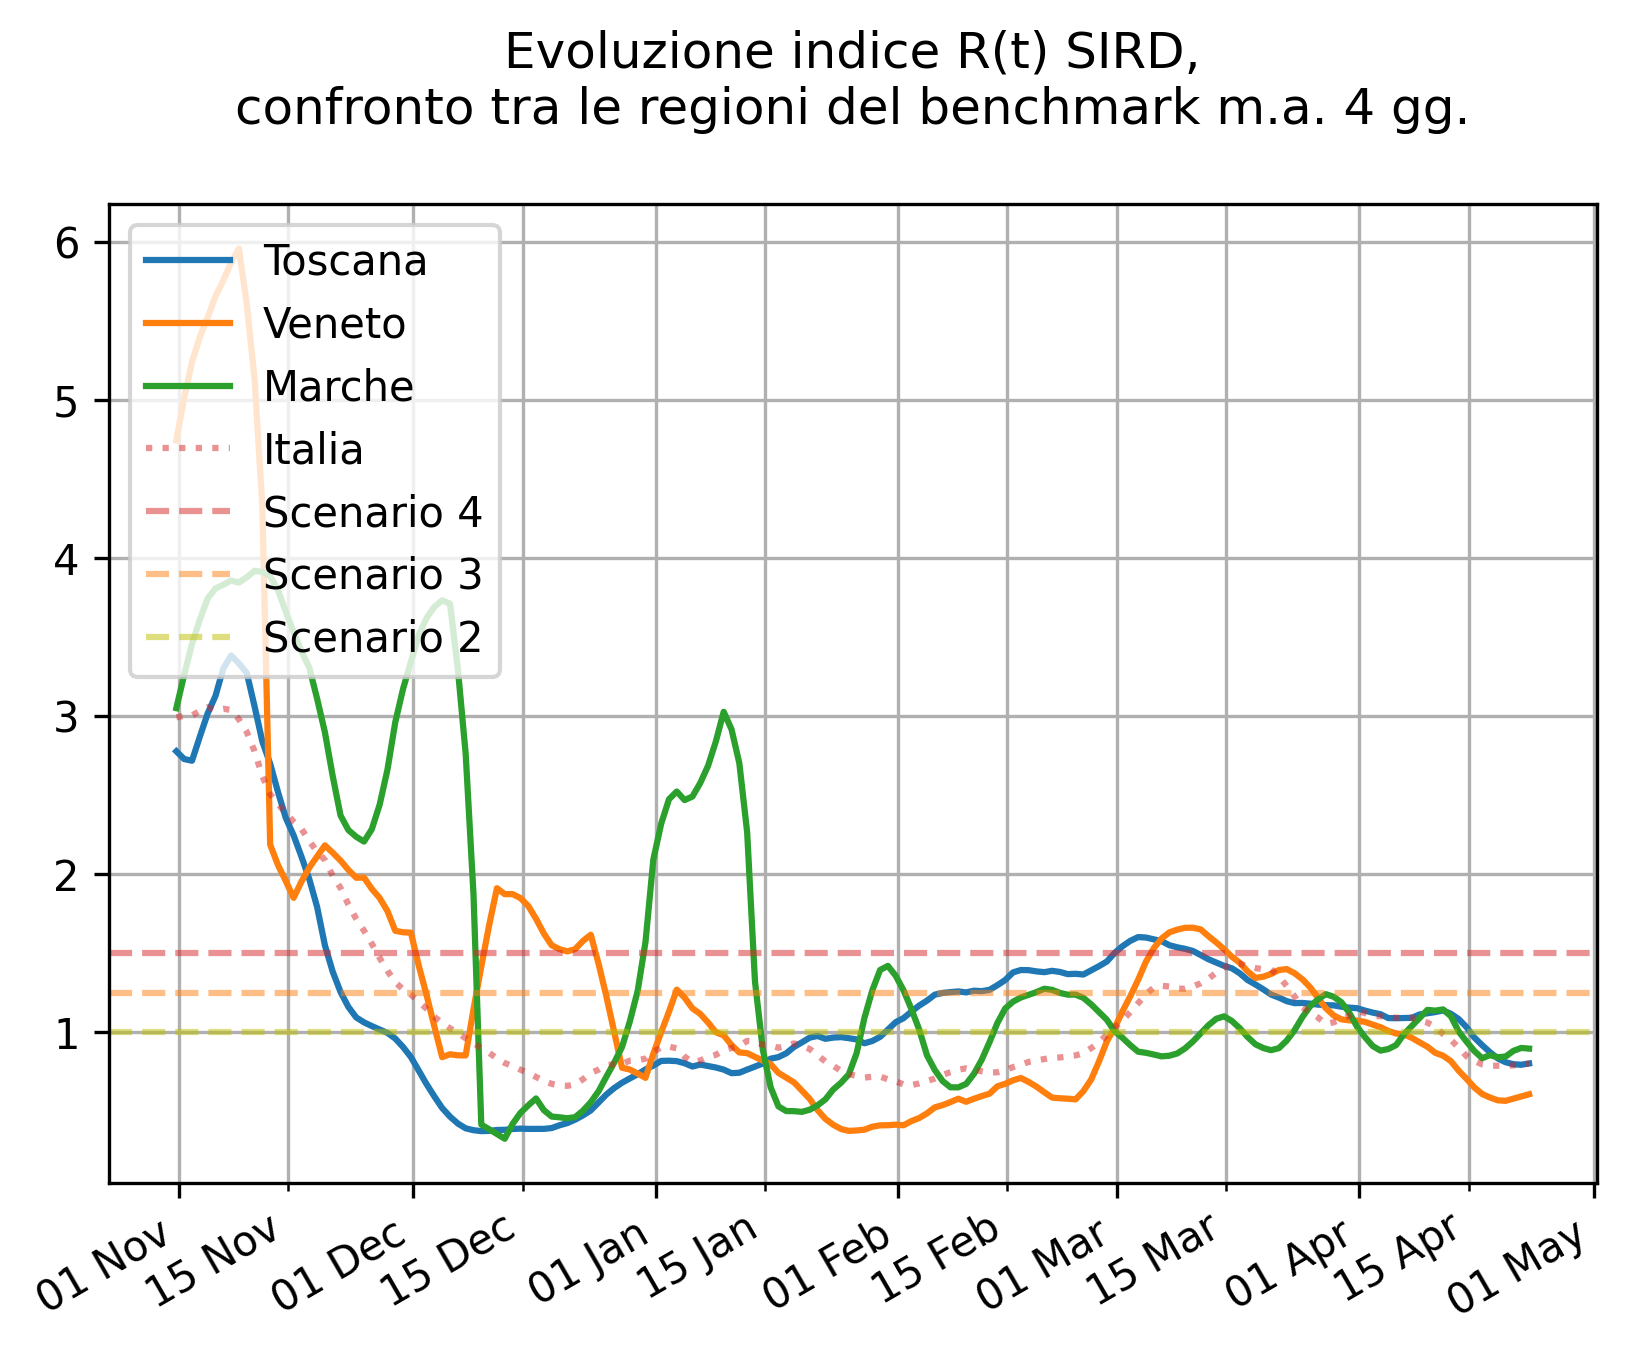 Evoluzione indice R(t) SIRD,
confronto tra le regioni del benchmark m.a. 4 gg.
6
5
4
3
2
1
Toscana
Veneto
Marche
Italia
Scenario 4
Scenario 3
Scenario 2
01 Nov
15 Nov
01 Dec
15 Dec
01 Jan
15 Jan
01 Feb
15 Feb
01 Mar
15 Mar
01 Apr
15 Apr
01 May